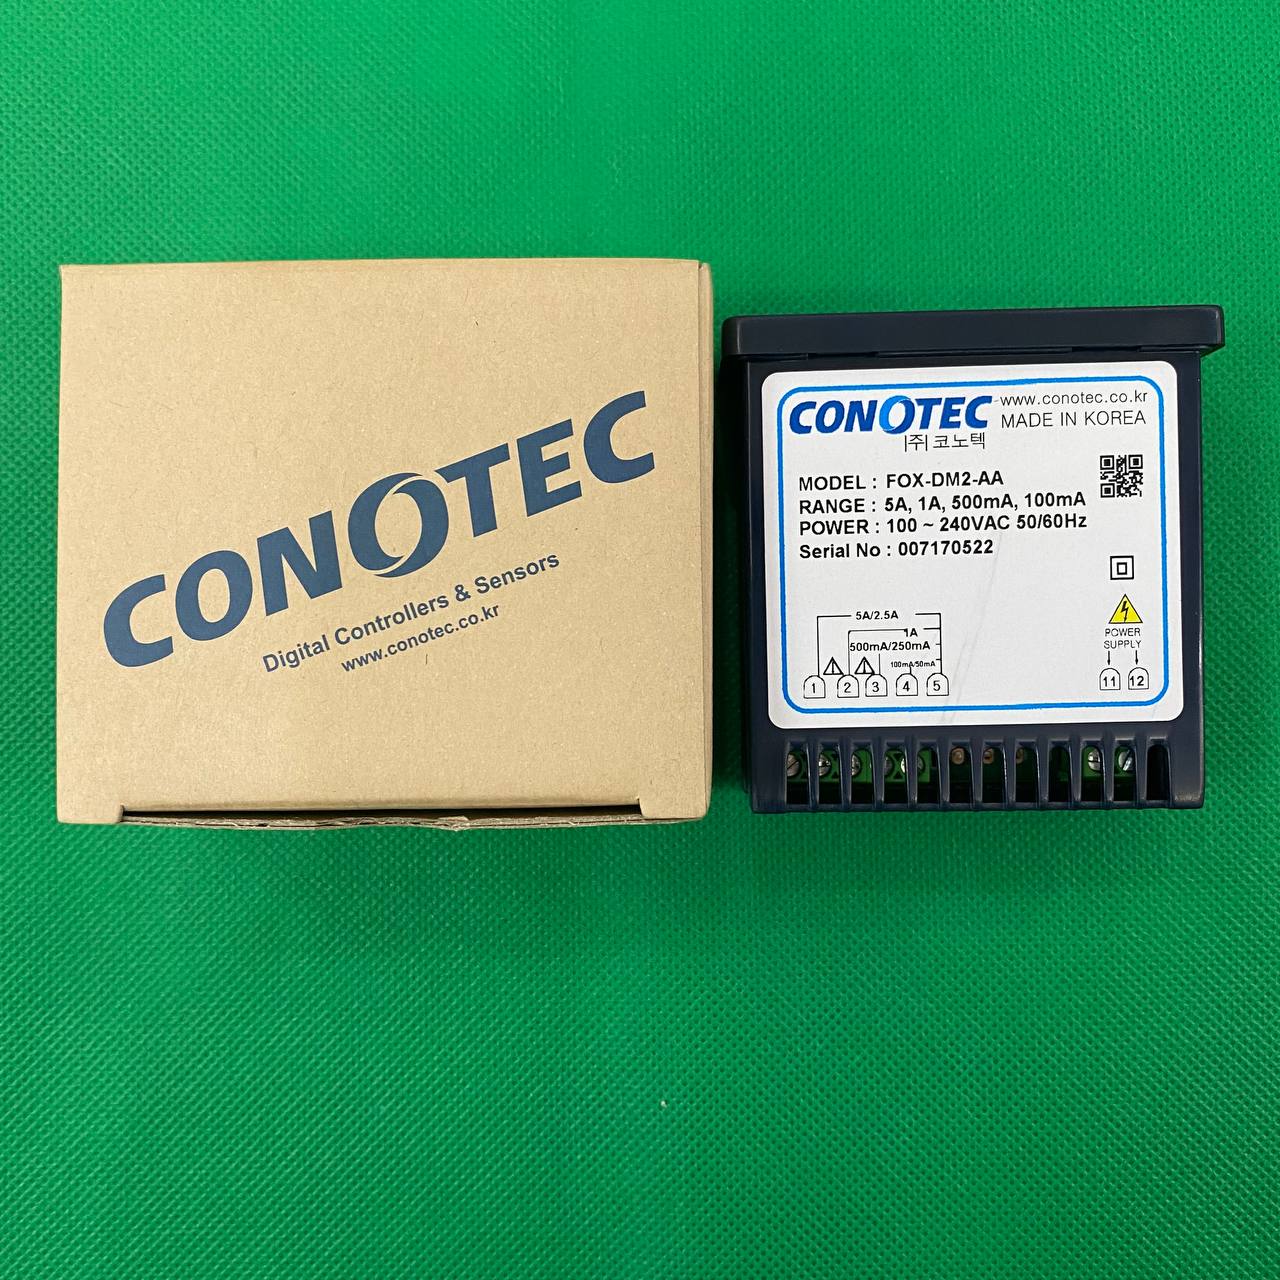 CONOTEC
Digital Controllers & Sensors
www.conotec.co.kr
CONOTEC www.conotec.co.kr
MADE IN KOREA
|주| 코노텍
MODEL : FOX-DM2-AA
RANGE : 5A, 1A, 500mA, 100mA
POWER : 100 ~ 240VAC 50/60Hz
Serial No : 007170522
5A/2.5A
1A
500mA/250mA
100mA/50mA
1 2 3 4 5
POWER
SUPPLY
11 12